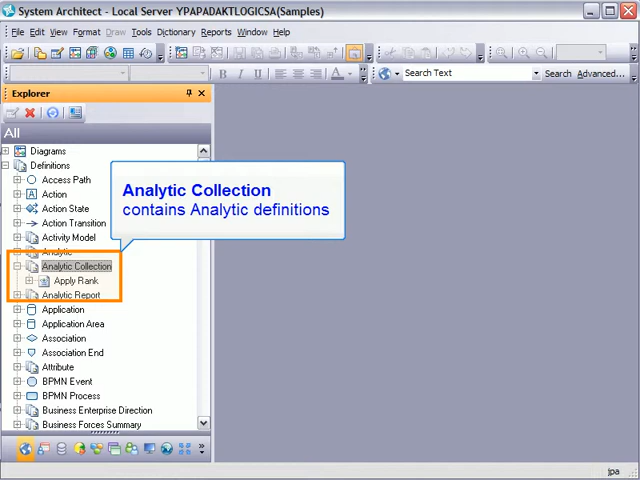 System Architect - Local Server YPAPADAKTLOGICSA(Samples)
File Edit View Format Draw Tools Dictionary Reports Window Help
B I U A Search Text Search Advanced...
Explorer
All
Diagrams
Definitions
Access Path
Action
Action State
Action Transition
Activity Model
Analytic
Analytic Collection
Apply Rank
Analytic Report
Application
Application Area
Association
Association End
Attribute
BPMN Event
BPMN Process
Business Enterprise Direction
Business Forces Summary
Analytic Collection
contains Analytic definitions
jpa